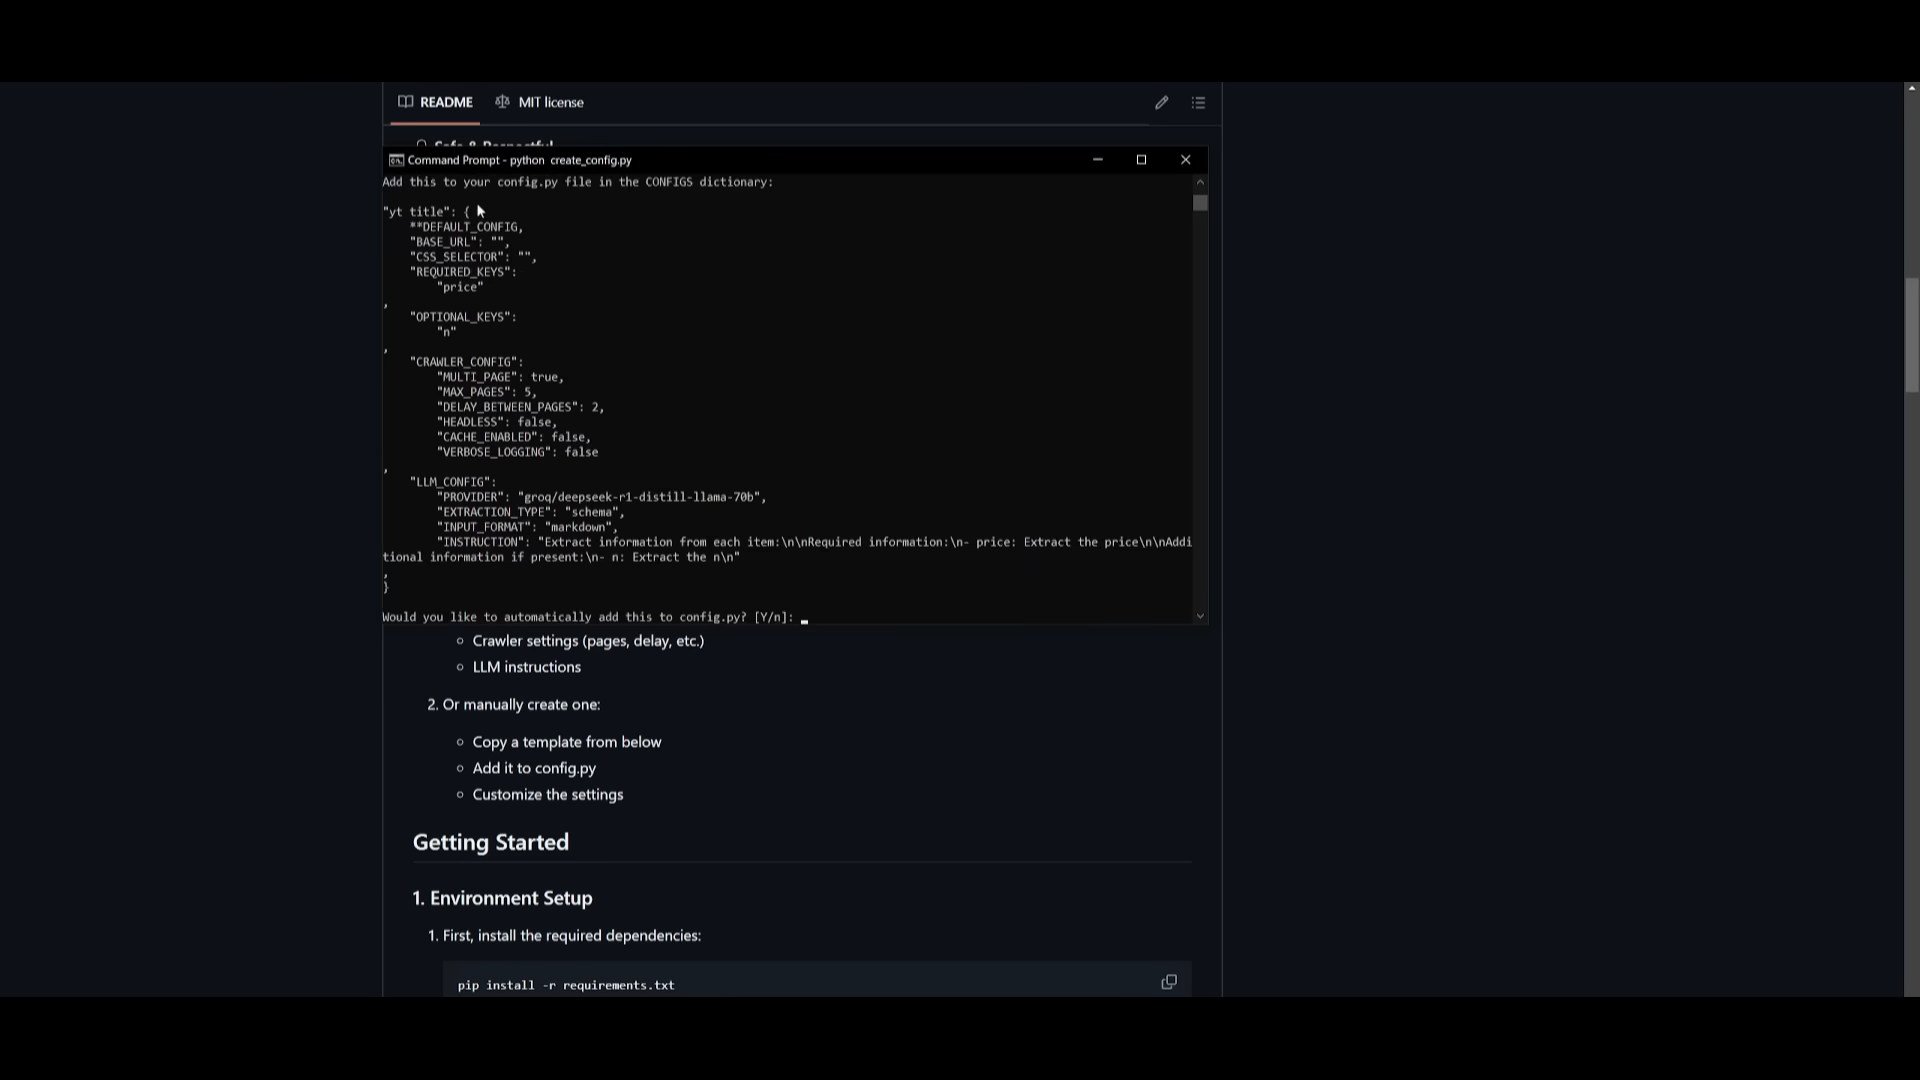 README MIT license
Command Prompt - python create_config.py
Add this to your config.py file in the CONFIGS dictionary:
"yt title": {
**DEFAULT_CONFIG,
"BASE_URL": "",
"CSS_SELECTOR": "",
"REQUIRED_KEYS":
"price"
,
"OPTIONAL_KEYS":
"n"
,
"CRAWLER_CONFIG":
"MULTI_PAGE": true,
"MAX_PAGES": 5,
"DELAY_BETWEEN_PAGES": 2,
"HEADLESS": false,
"CACHE_ENABLED": false,
"VERBOSE_LOGGING": false
,
"LLM_CONFIG":
"PROVIDER": "groq/deepseek-r1-distill-llama-70b",
"EXTRACTION_TYPE": "schema",
"INPUT_FORMAT": "markdown",
"INSTRUCTION": "Extract information from each item:\n\nRequired information:\n- price: Extract the price\n\nAddi
tional information if present:\n- n: Extract the n\n"
,
}
Would you like to automatically add this to config.py? [Y/n]:
Crawler settings (pages, delay, etc.)
LLM instructions
2. Or manually create one:
Copy a template from below
Add it to config.py
Customize the settings
Getting Started
1. Environment Setup
1. First, install the required dependencies:
pip install -r requirements.txt